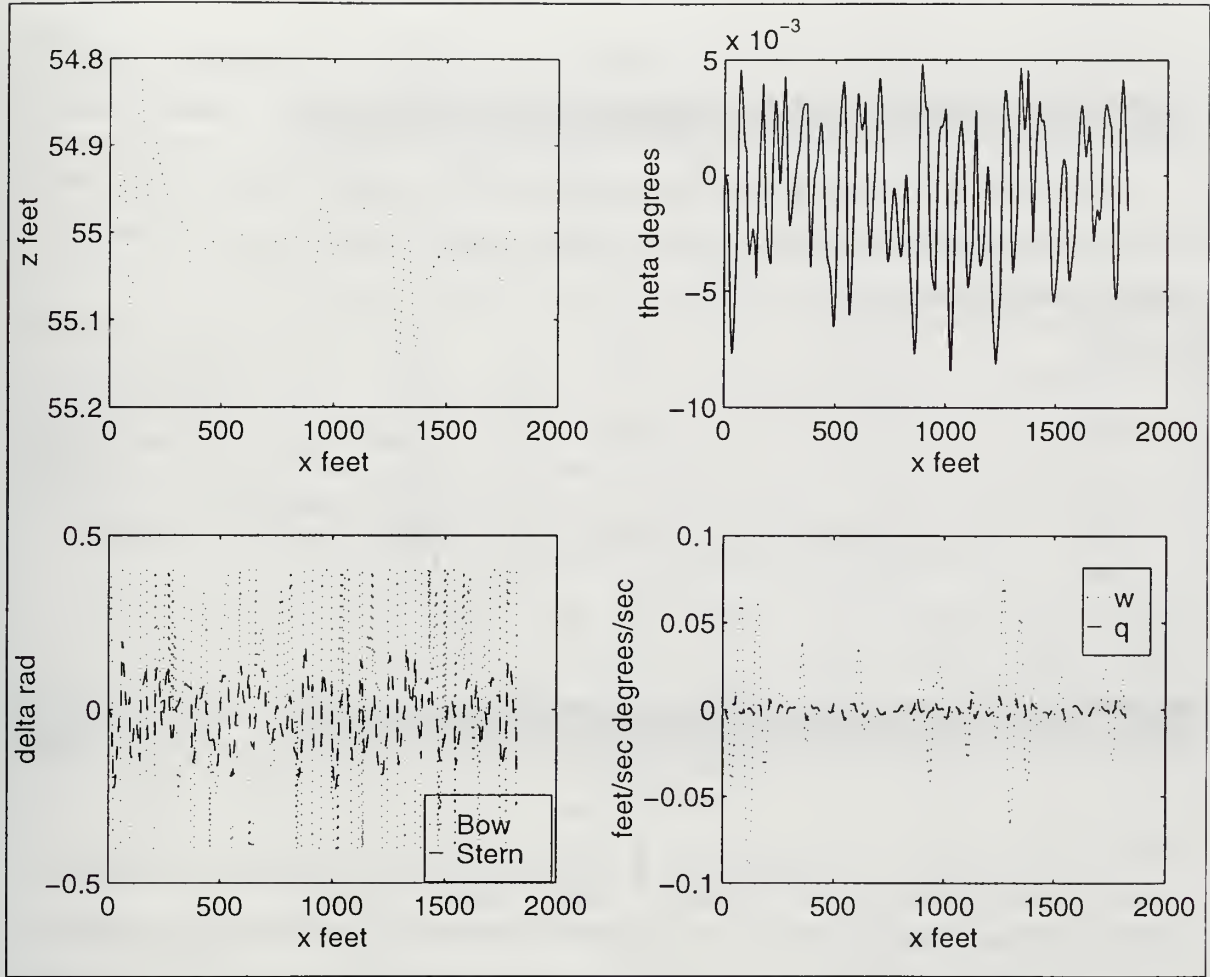 54.8
54.9
55
55.1
55.2
z feet
0 500 1000 1500 2000
x feet
x 10⁻³
5
0
−5
−10
theta degrees
0 500 1000 1500 2000
x feet
0.5
0
−0.5
delta rad
Bow
Stern
0 500 1000 1500 2000
x feet
0.1
0.05
0
−0.05
−0.1
feet/sec degrees/sec
w
q
0 500 1000 1500 2000
x feet